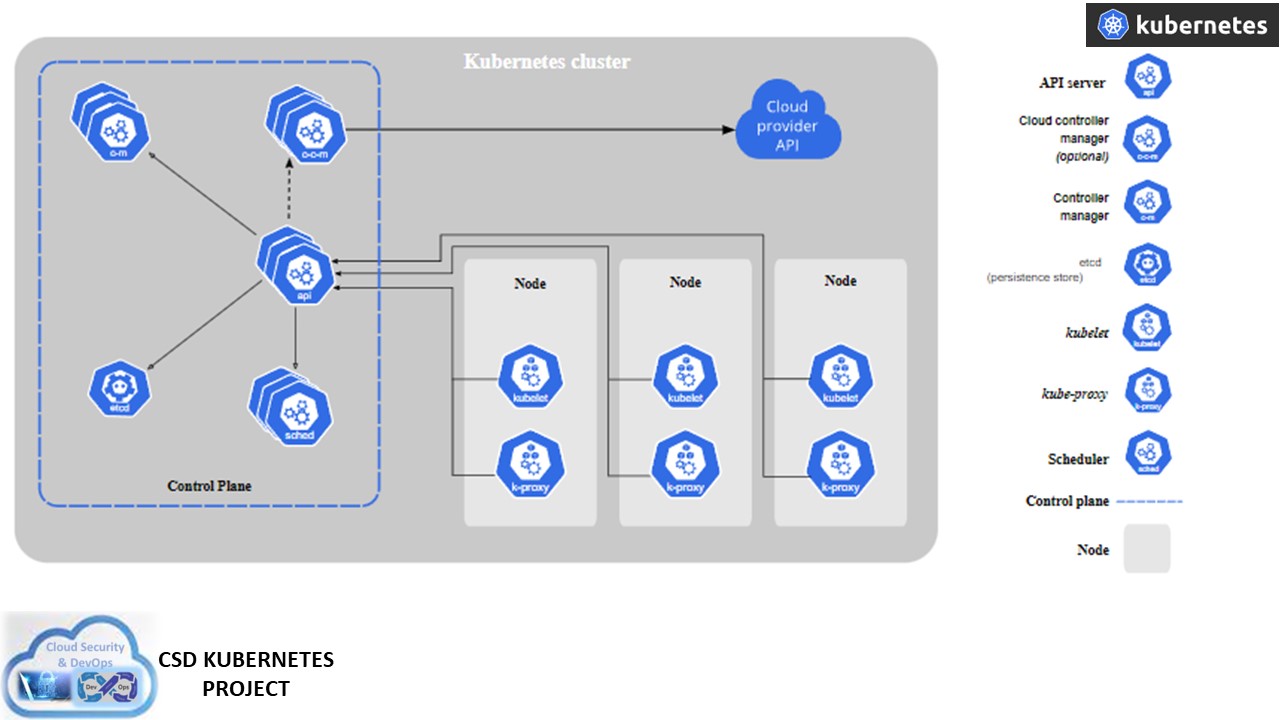 kubernetes
Kubernetes cluster
c-m
c-c-m
Cloud
provider
API
api
etcd
sched
Control Plane
Node
Node
Node
kubelet
kubelet
kubelet
k-proxy
k-proxy
k-proxy
API server
api
Cloud controller
manager
(optional)
c-c-m
Controller
manager
c-m
etcd
(persistence store)
etcd
kubelet
kubelet
kube-proxy
k-proxy
Scheduler
sched
Control plane
Node
Cloud Security
& DevOps
Dev Ops
CSD KUBERNETES
PROJECT